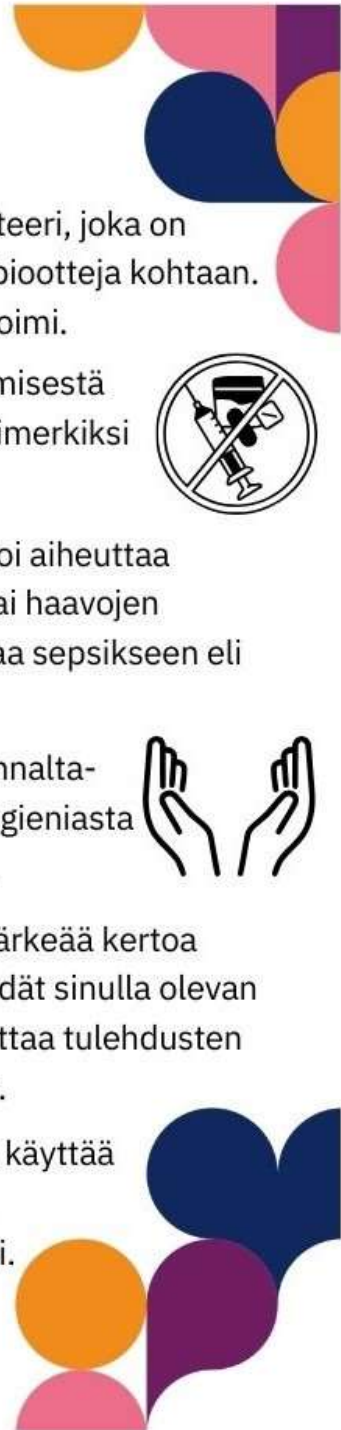 teeri, joka on
piootteja kohtaan.
oimi.
misestä
imerkiksi
oi aiheuttaa
ai haavojen
aa sepsikseen eli
nnalta-
gieniasta
ärkeää kertoa
dät sinulla olevan
ttaa tulehdusten
.
käyttää
i.